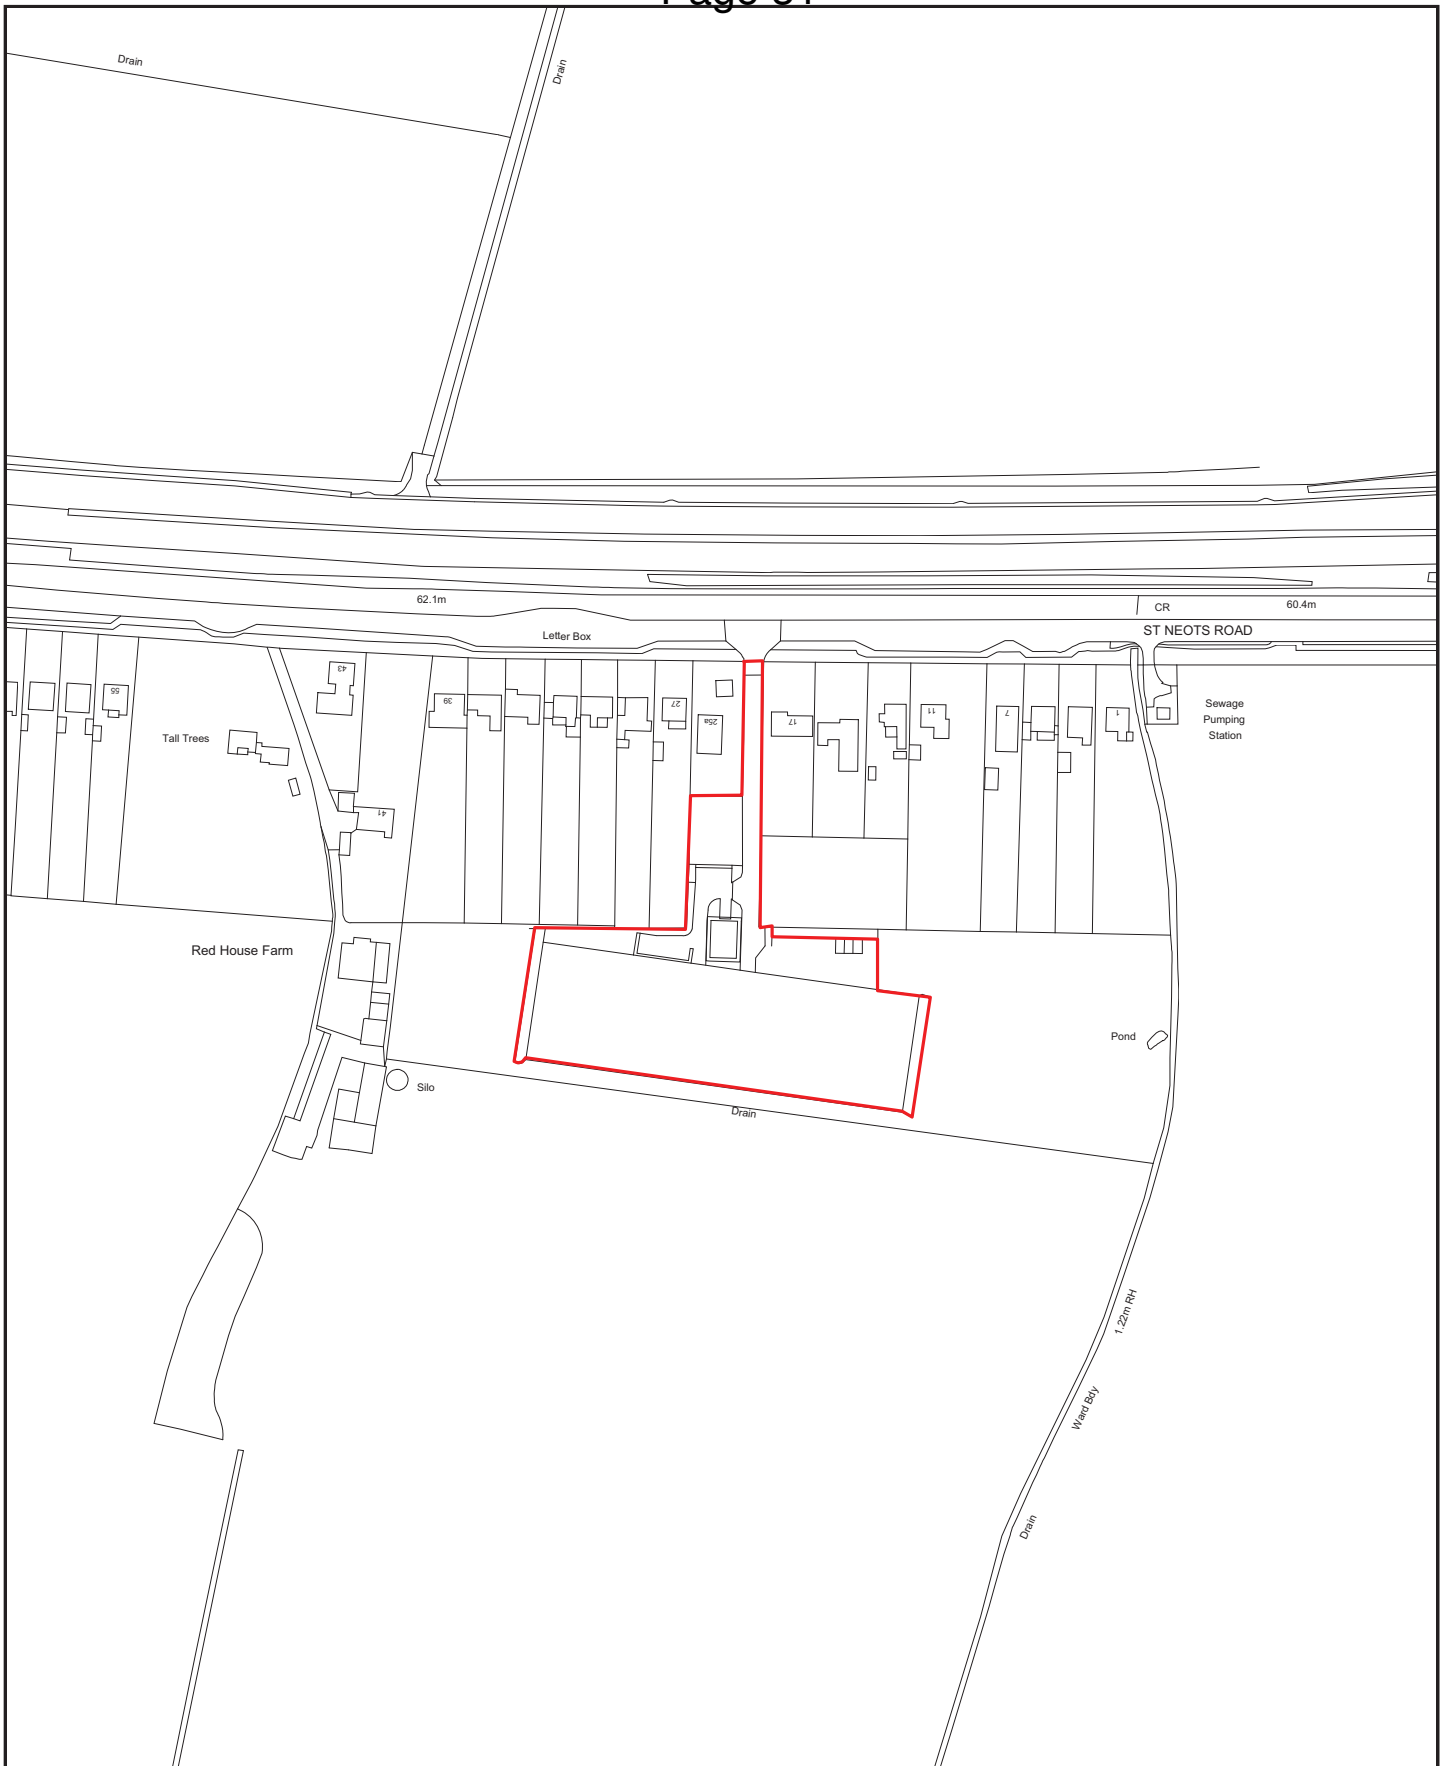 Drain
Drain
62.1m
Letter Box
CR
60.4m
ST NEOTS ROAD
43
55
39
27
25a
17
11
7
1
Sewage
Pumping
Station
Tall Trees
41
Red House Farm
Pond
Silo
Drain
1.22m RH
Ward Bdy
Drain